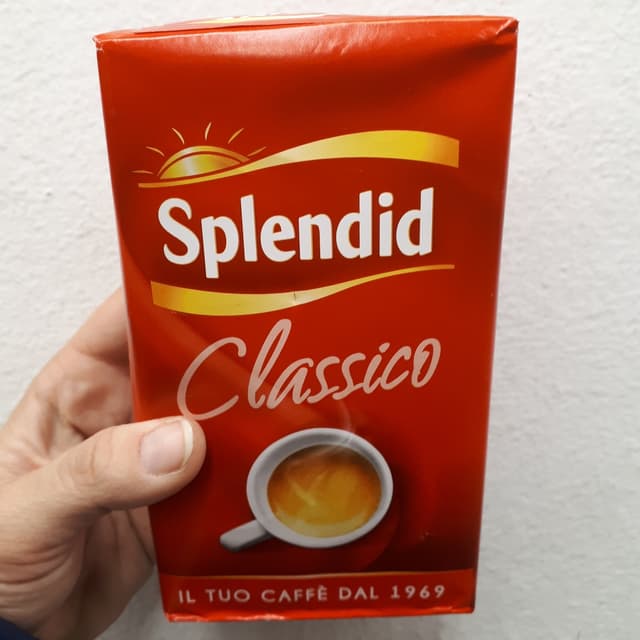 Splendid
Classico
IL TUO CAFFÈ DAL 1969